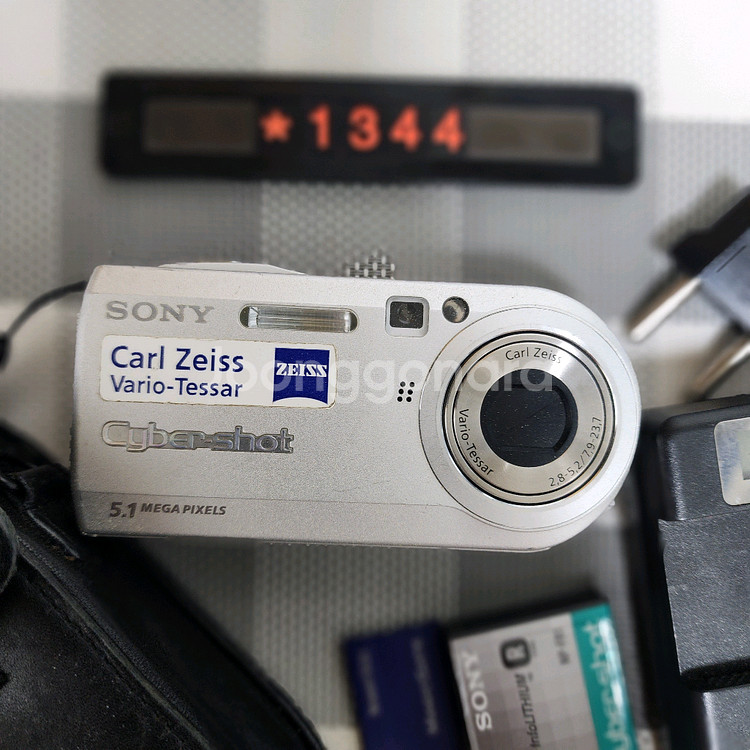 *1344
SONY
Carl Zeiss
Vario-Tessar
ZEISS
Cyber-shot
5.1 MEGA PIXELS
Carl Zeiss
Vario-Tessar
2,8-5,2/7,9-23,7
bonggonara
SONY
InfoLITHIUM R
Cyber-shot